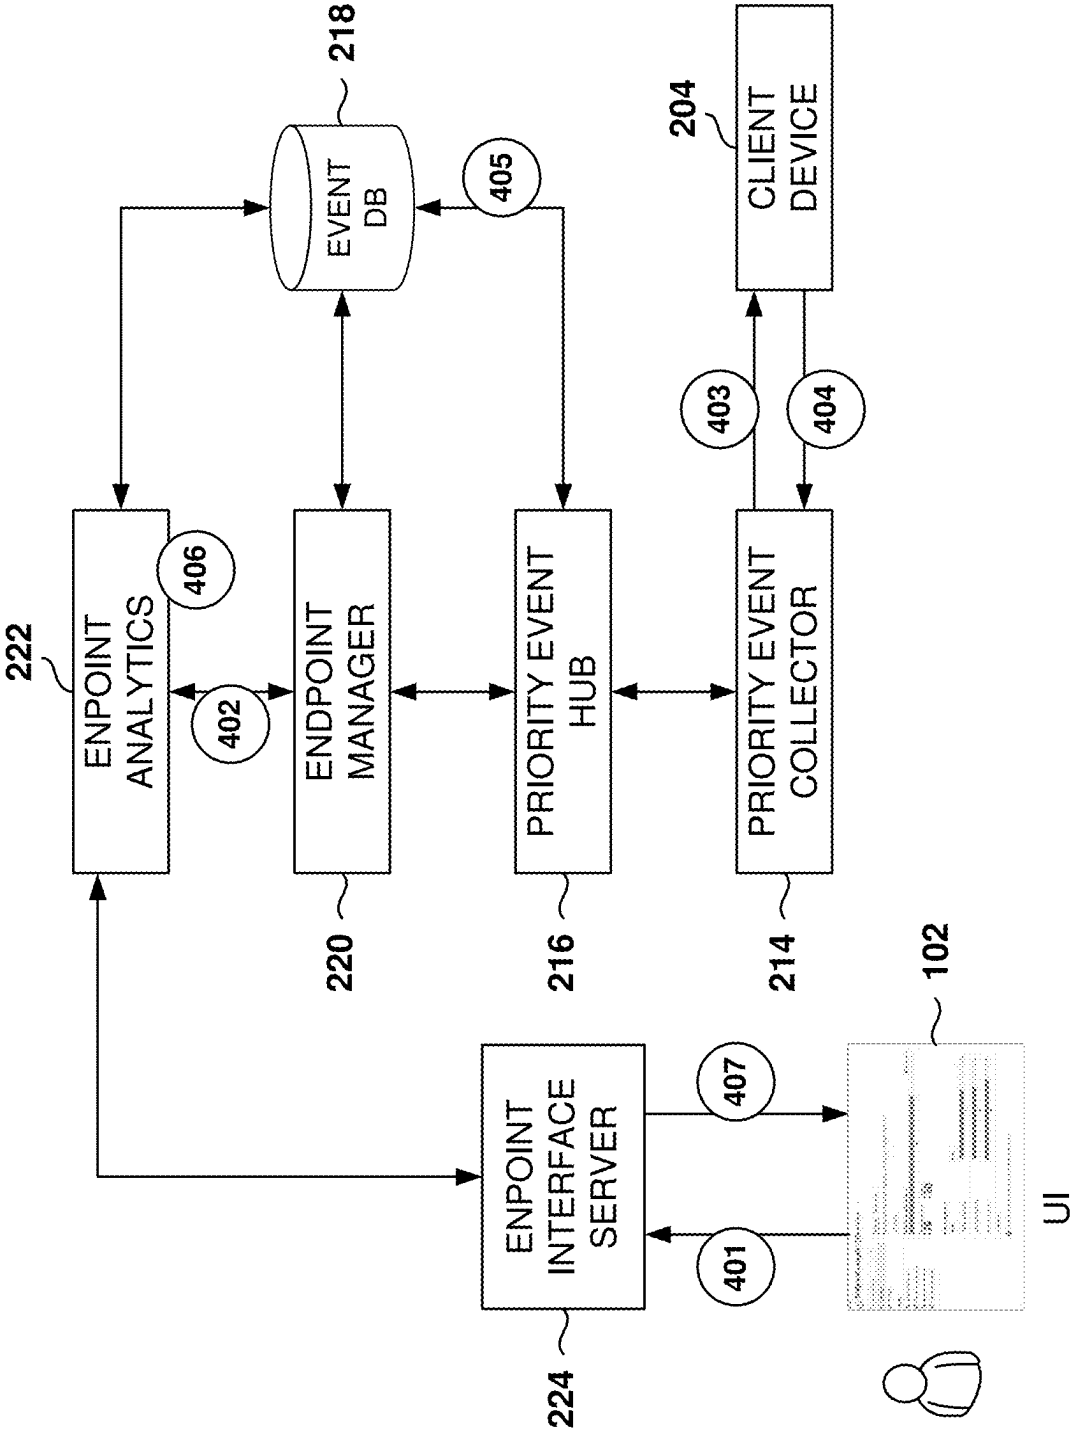 222
ENPOINT
ANALYTICS
406
402
220
ENDPOINT
MANAGER
218
EVENT
DB
405
216
PRIORITY EVENT
HUB
214
PRIORITY EVENT
COLLECTOR
403
404
204
CLIENT
DEVICE
224
ENPOINT
INTERFACE
SERVER
401
407
102
UI